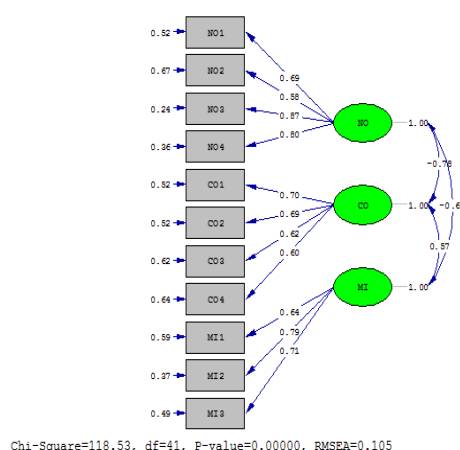 0.52 NO1
0.69
0.67 NO2
0.58
0.24 NO3
0.87
NO 1.00
0.36 NO4
0.80
-0.78
0.52 CO1
0.70
0.52 CO2
0.69
CO 1.00
-0.6
0.62 CO3
0.62
0.57
0.64 CO4
0.60
MI 1.00
0.59 MI1
0.64
0.37 MI2
0.79
0.49 MI3
0.71
Chi-Square=118.53, df=41, P-value=0.00000, RMSEA=0.105